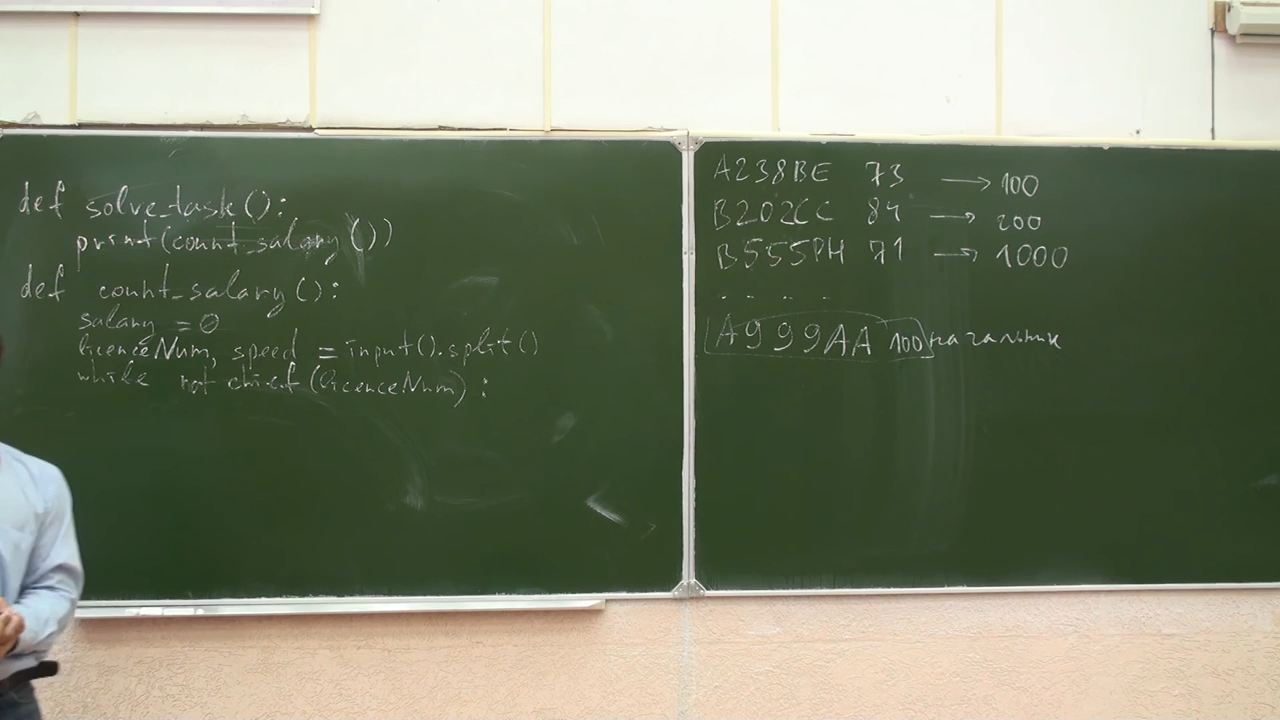 def solve_task():
print(count_salary())
def count_salary():
salary = 0
licenceNum, speed = input().split()
while not chief(licenceNum):
A238BE 73 → 100
B202CC 84 → 200
B555PH 71 → 1000
....
A999AA 100 начальник